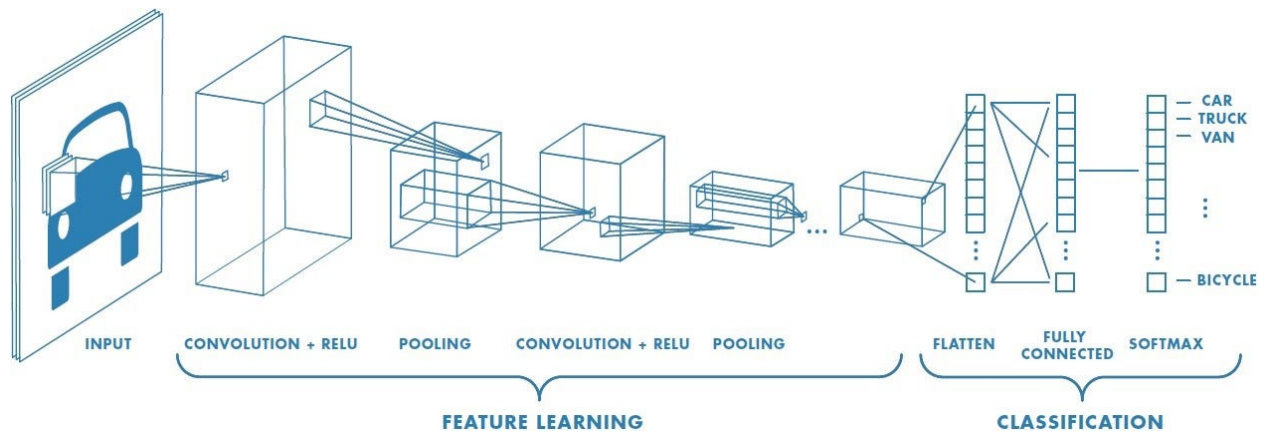 CAR
TRUCK
VAN
BICYCLE
INPUT
CONVOLUTION + RELU
POOLING
CONVOLUTION + RELU
POOLING
FLATTEN
FULLY
CONNECTED
SOFTMAX
FEATURE LEARNING
CLASSIFICATION